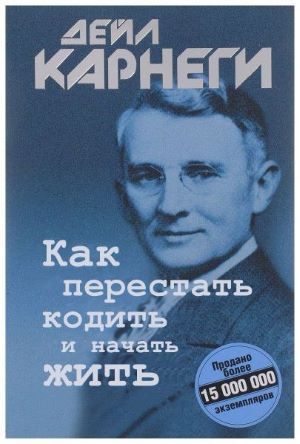 ДЕЙЛ
КАРНЕГИ
Как
перестать
кодить
и начать
жить
Продано
более
15 000 000
экземпляров